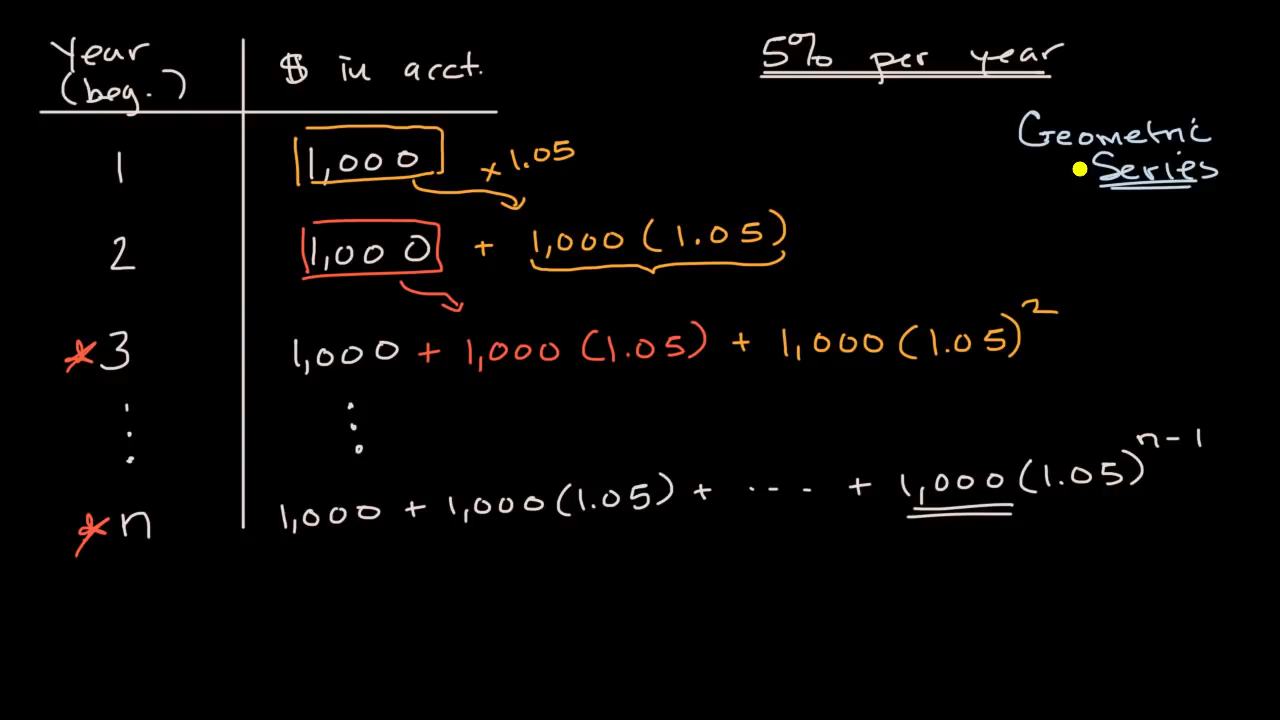 Year (beg.) $ in acct. 5% per year
Geometric Series
1 1,000 × 1.05
2 1,000 + 1,000 (1.05)
* 3 1,000 + 1,000 (1.05) + 1,000 (1.05)^2
⋮ ⋮
* n 1,000 + 1,000 (1.05) + ... + 1,000 (1.05)^n-1